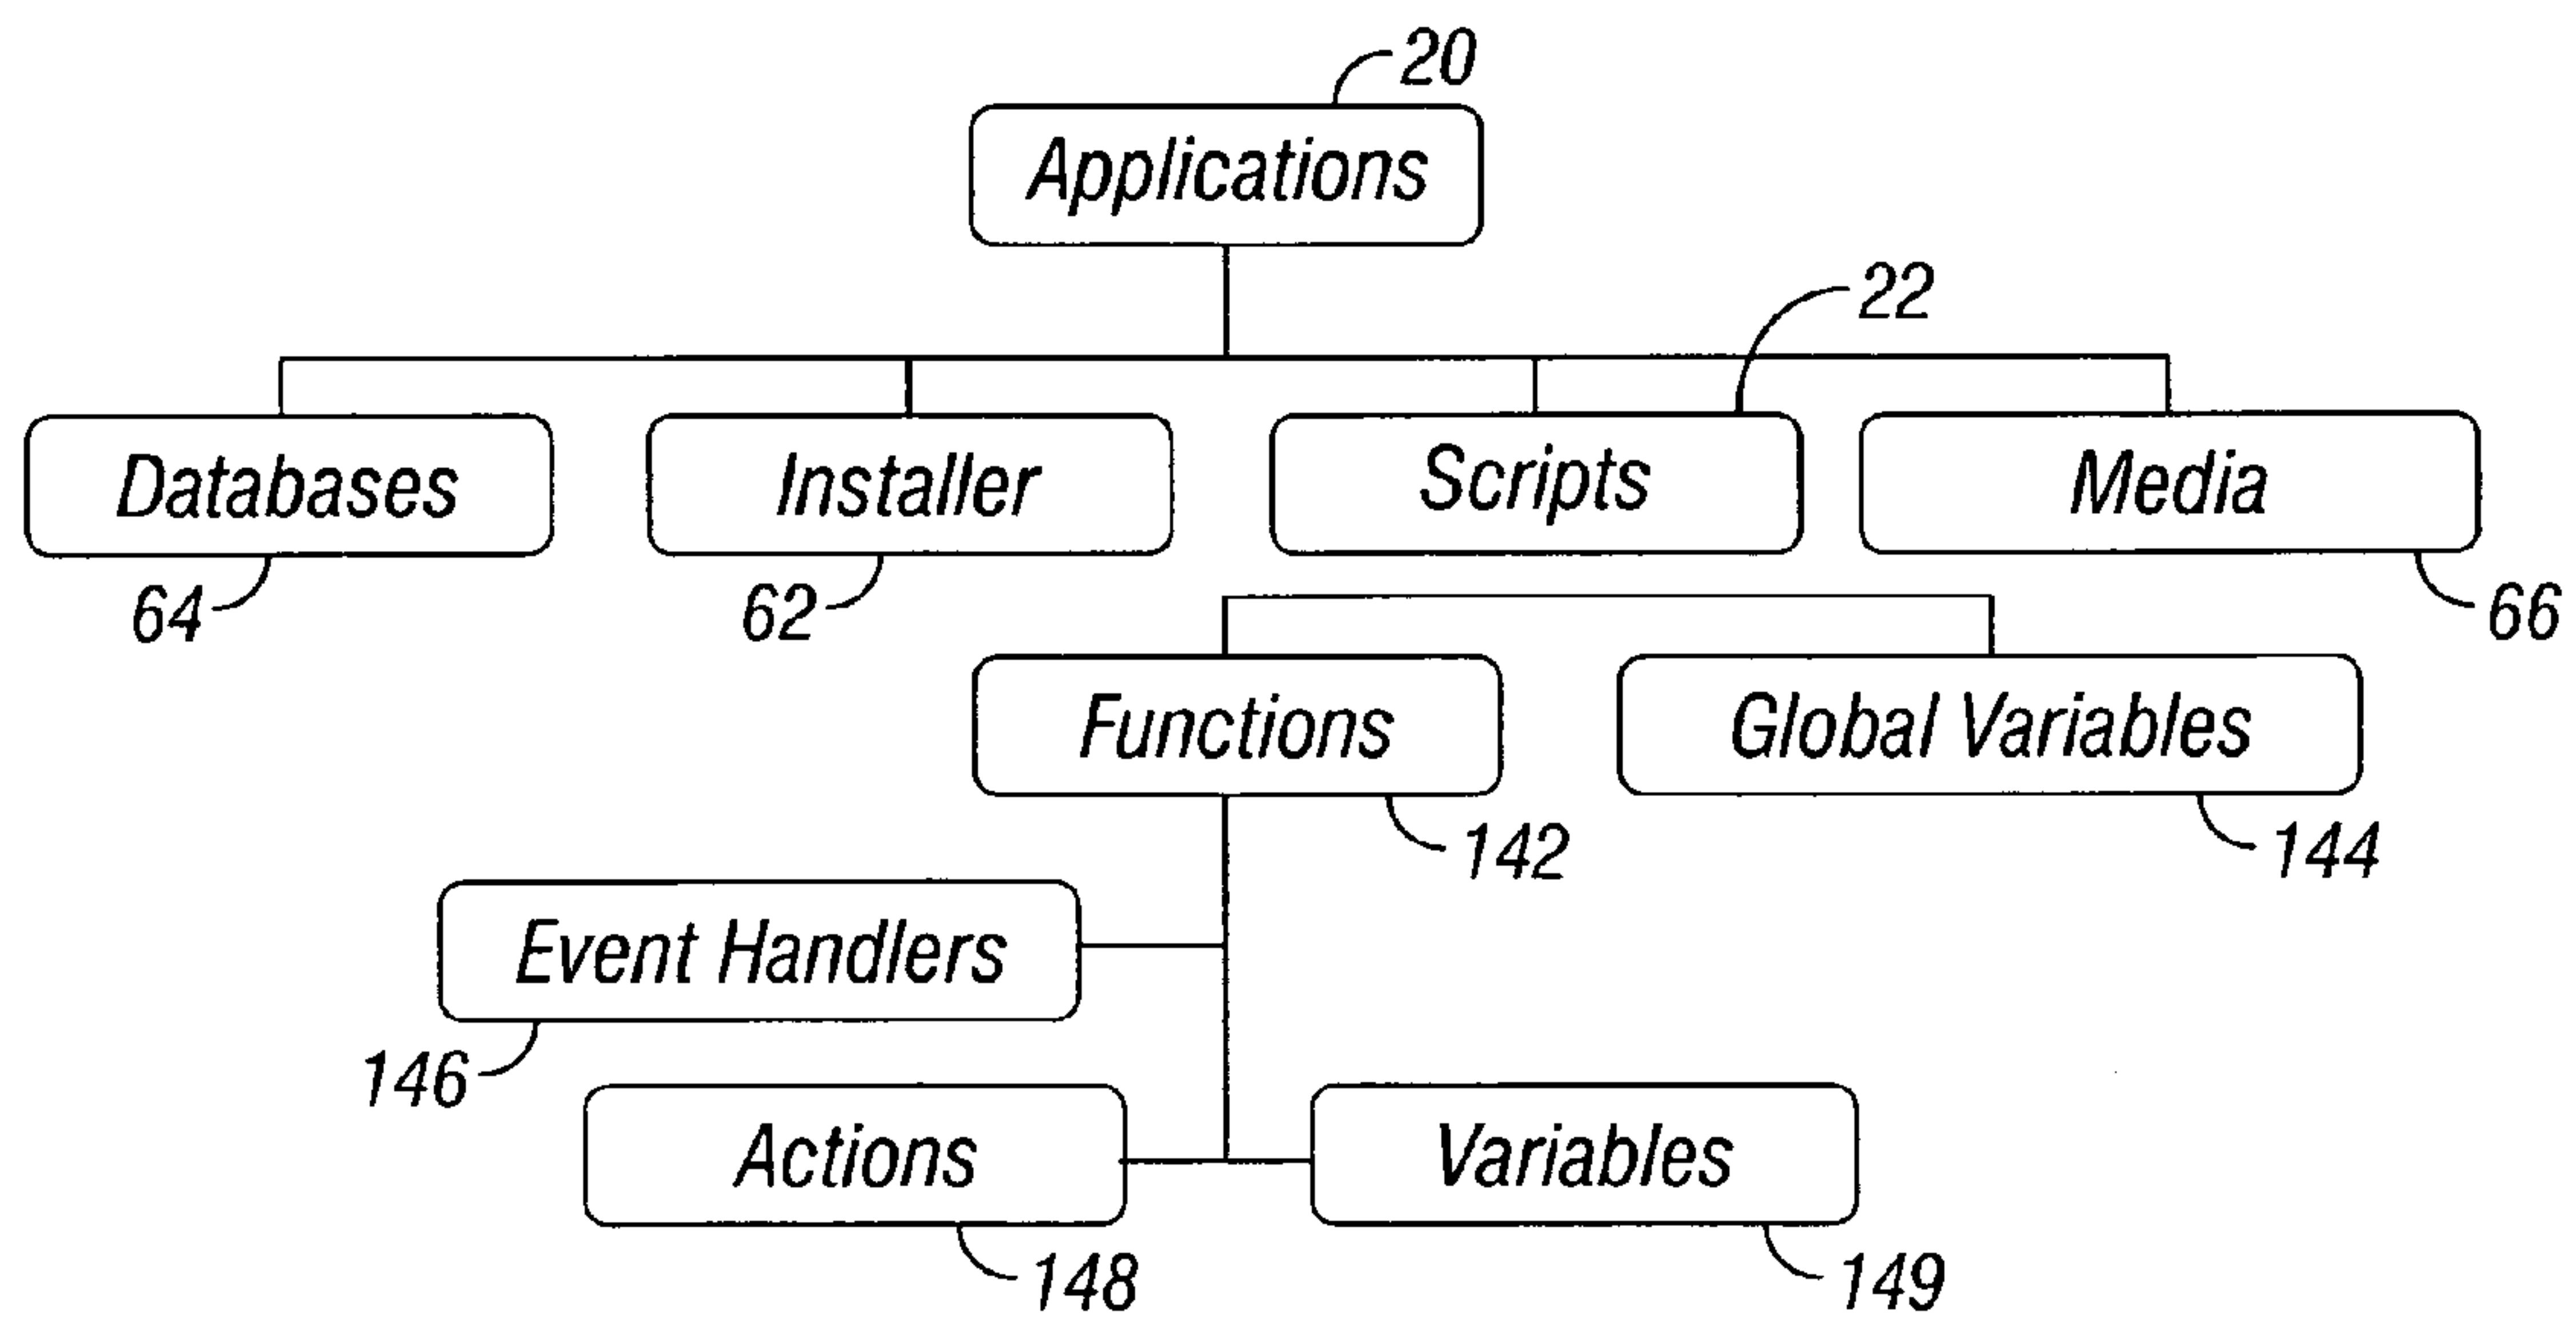 20
Applications
22
Databases
Installer
Scripts
Media
64
62
66
Functions
Global Variables
142
144
Event Handlers
146
Actions
Variables
148
149